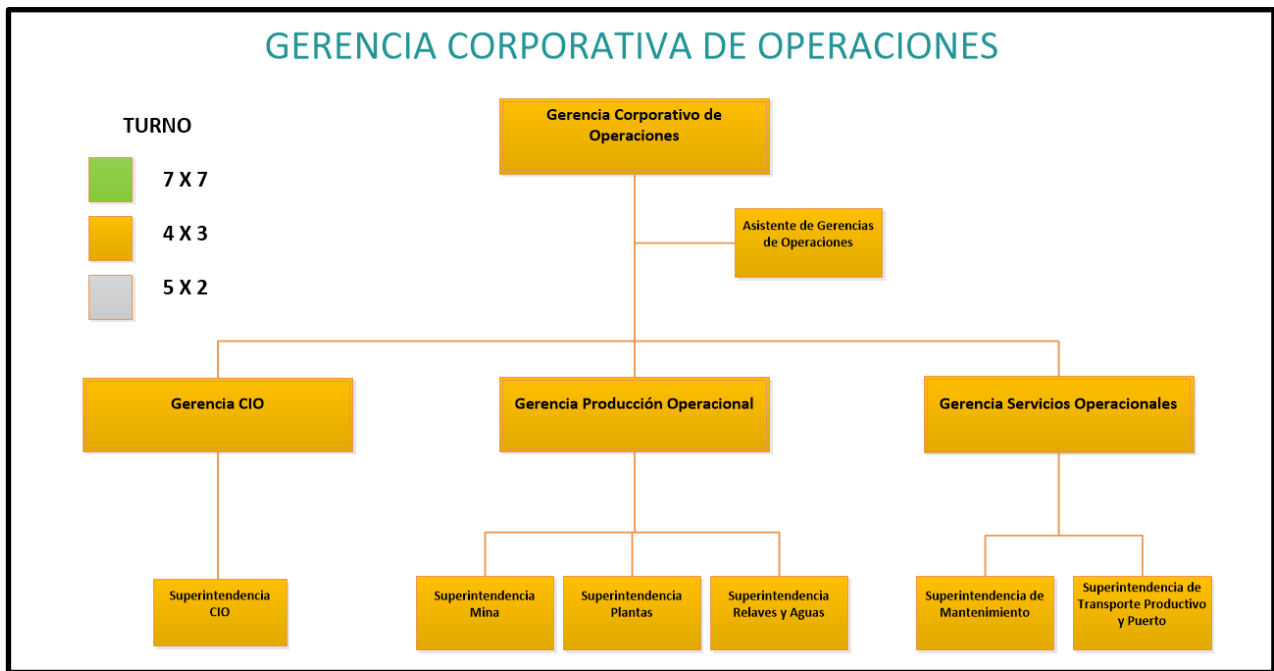 GERENCIA CORPORATIVA DE OPERACIONES
TURNO
7 X 7
4 X 3
5 X 2
Gerencia Corporativo de
Operaciones
Asistente de Gerencias
de Operaciones
Gerencia CIO
Gerencia Producción Operacional
Gerencia Servicios Operacionales
Superintendencia
CIO
Superintendencia
Mina
Superintendencia
Plantas
Superintendencia
Relaves y Aguas
Superintendencia de
Mantenimiento
Superintendencia de
Transporte Productivo
y Puerto